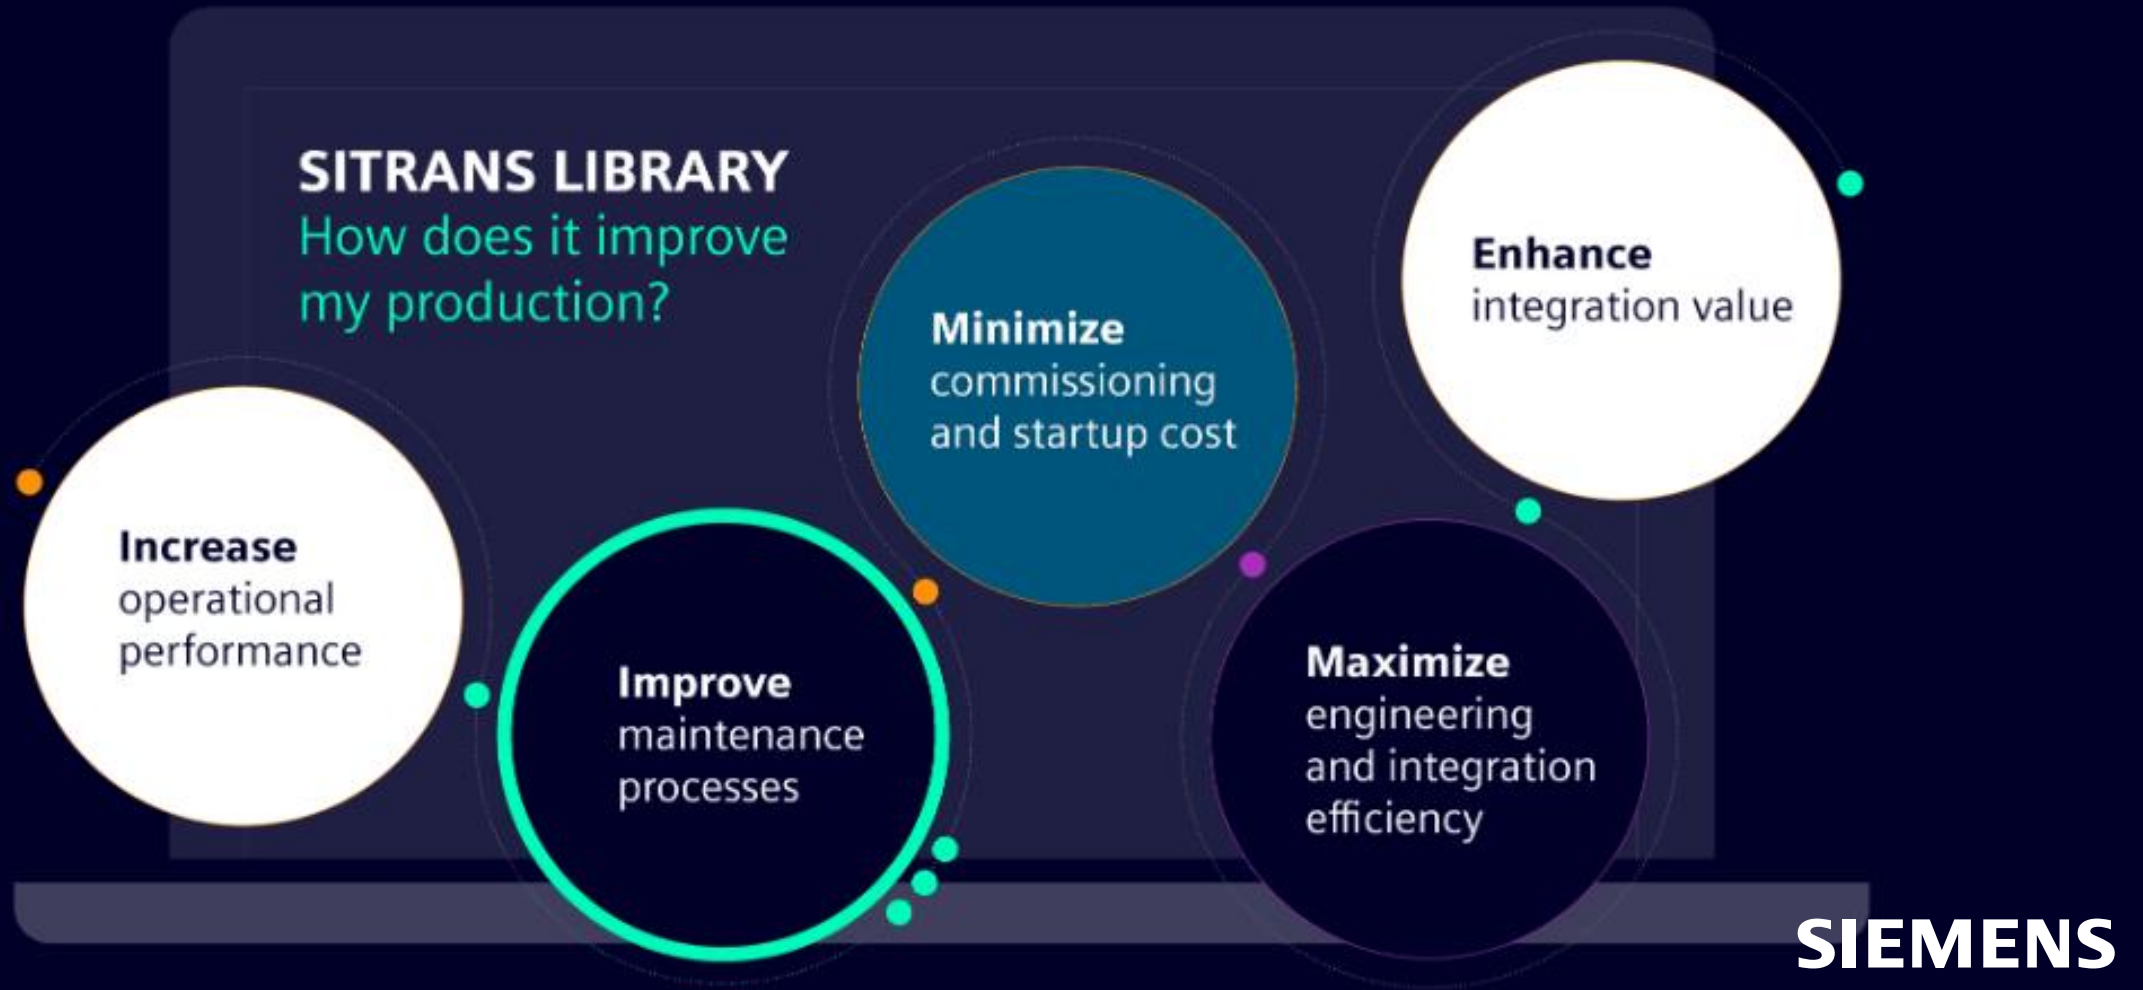 SITRANS LIBRARY
How does it improve
my production?
Increase
operational
performance
Improve
maintenance
processes
Minimize
commissioning
and startup cost
Maximize
engineering
and integration
efficiency
Enhance
integration value
SIEMENS